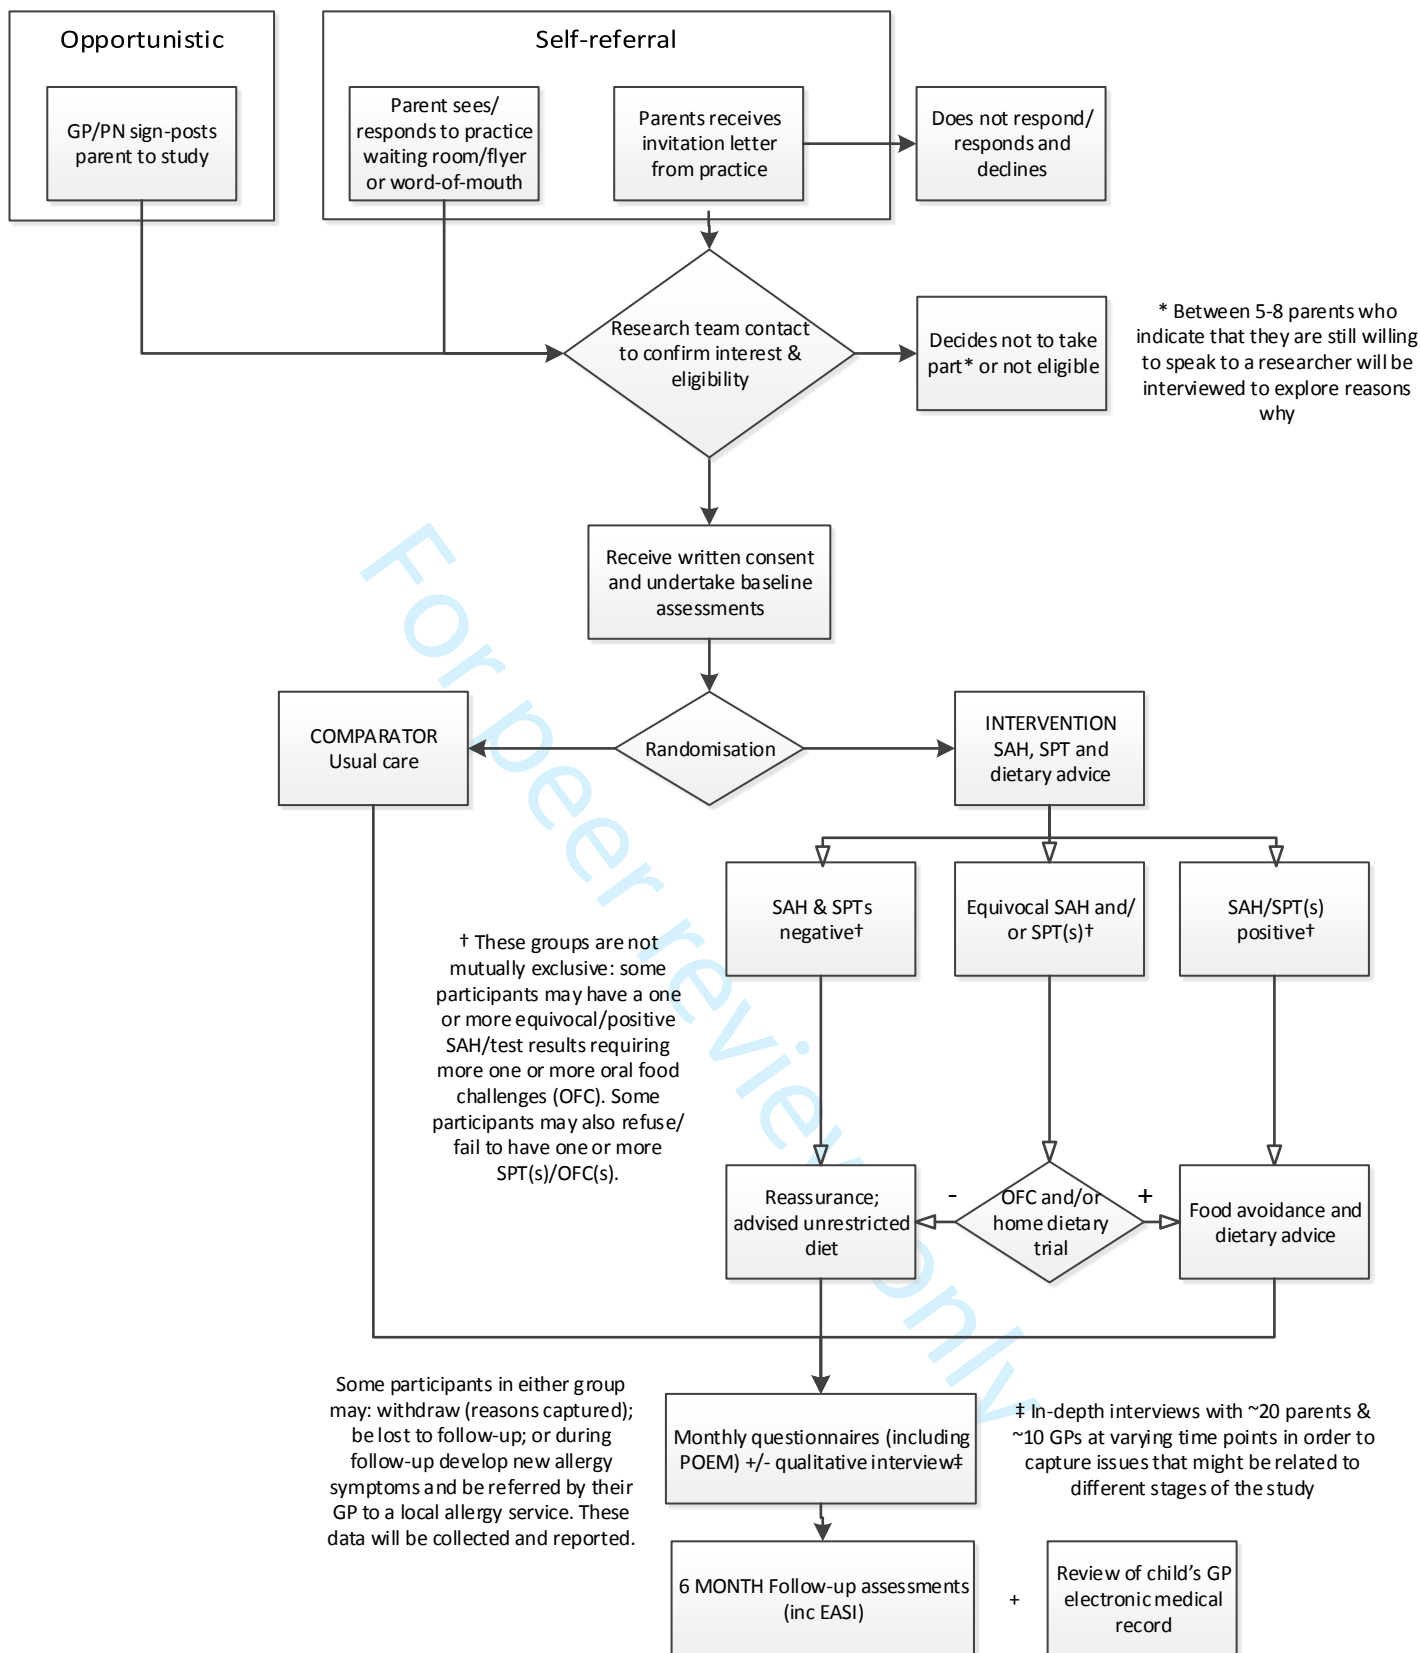 Opportunistic
Self-referral
GP/PN sign-posts
parent to study
Parent sees/
responds to practice
waiting room/flyer
or word-of-mouth
Parents receives
invitation letter
from practice
Does not respond/
responds and
declines
Research team contact
to confirm interest &
eligibility
Decides not to take
part* or not eligible
* Between 5-8 parents who
indicate that they are still willing
to speak to a researcher will be
interviewed to explore reasons
why
Receive written consent
and undertake baseline
assessments
COMPARATOR
Usual care
Randomisation
INTERVENTION
SAH, SPT and
dietary advice
SAH & SPTs
negative†
Equivocal SAH and/
or SPT(s)†
SAH/SPT(s)
positive†
† These groups are not
mutually exclusive: some
participants may have a one
or more equivocal/positive
SAH/test results requiring
more one or more oral food
challenges (OFC). Some
participants may also refuse/
fail to have one or more
SPT(s)/OFC(s).
Reassurance;
advised unrestricted
diet
-
OFC and/or
home dietary
trial
+
Food avoidance and
dietary advice
Some participants in either group
may: withdraw (reasons captured);
be lost to follow-up; or during
follow-up develop new allergy
symptoms and be referred by their
GP to a local allergy service. These
data will be collected and reported.
Monthly questionnaires (including
POEM) +/- qualitative interview‡
‡ In-depth interviews with ~20 parents &
~10 GPs at varying time points in order to
capture issues that might be related to
different stages of the study
6 MONTH Follow-up assessments
(inc EASI)
+
Review of child's GP
electronic medical
record
For peer review only